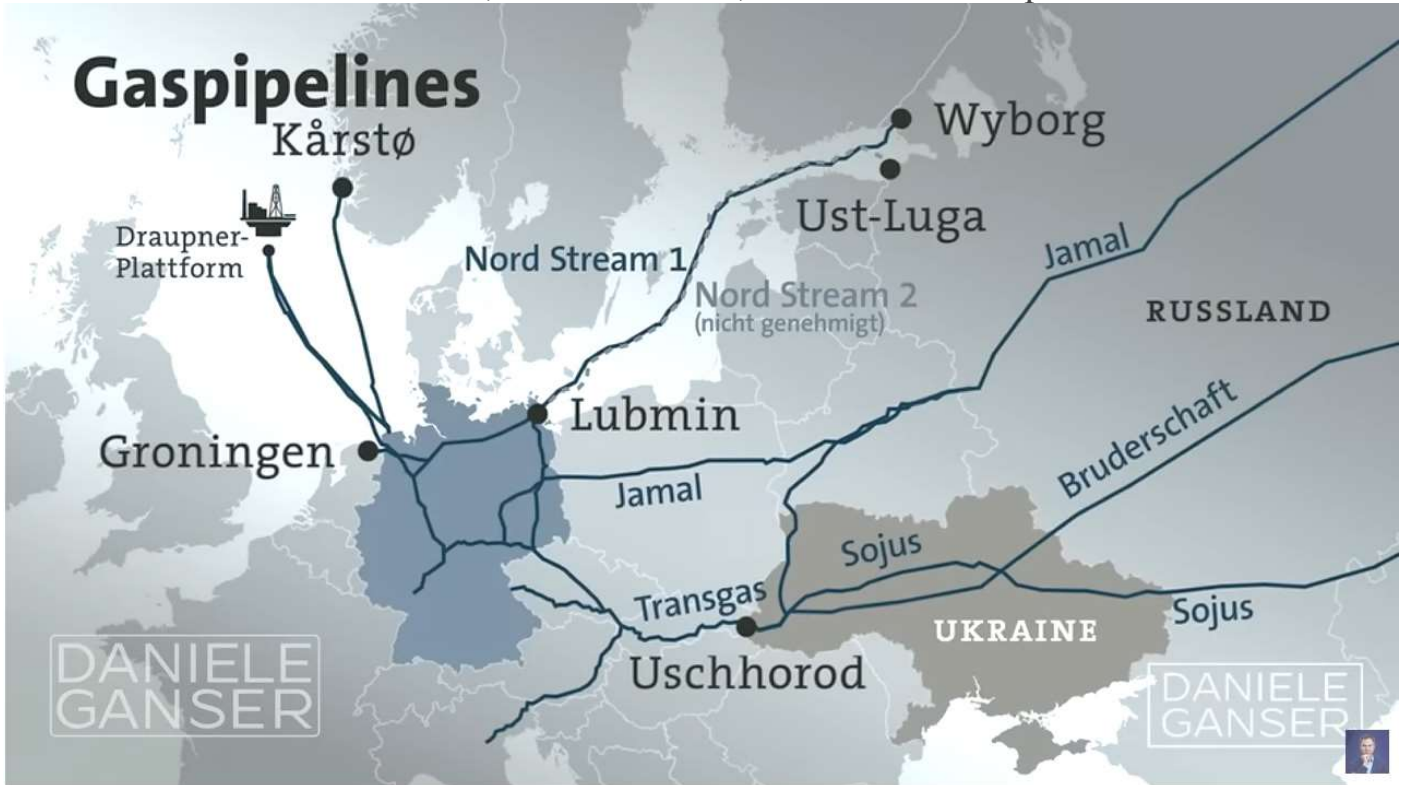 Gaspipelines
Kårstø
Wyborg
Draupner-
Plattform
Ust-Luga
Nord Stream 1
Jamal
Nord Stream 2
(nicht genehmigt)
RUSSLAND
Lubmin
Groningen
Bruderschaft
Jamal
Sojus
Transgas
Sojus
UKRAINE
Uschhorod
DANIELE
GANSER
DANIELE
GANSER